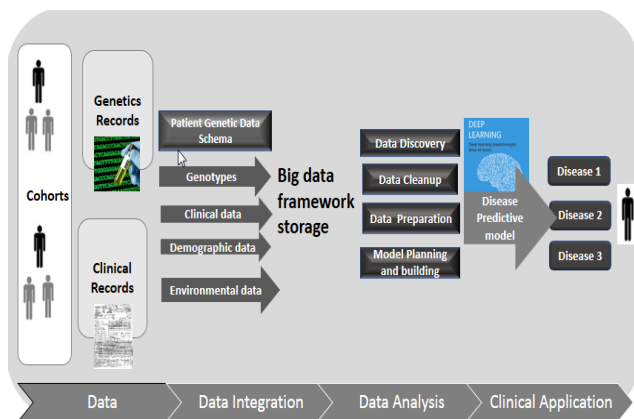 Cohorts
Genetics
Records
Clinical
Records
Patient Genetic Data
Schema
Genotypes
Clinical data
Demographic data
Environmental data
Big data
framework
storage
Data Discovery
Data Cleanup
Data Preparation
Model Planning
and building
DEEP
LEARNING
Disease
Predictive
model
Disease 1
Disease 2
Disease 3
Data
Data Integration
Data Analysis
Clinical Application